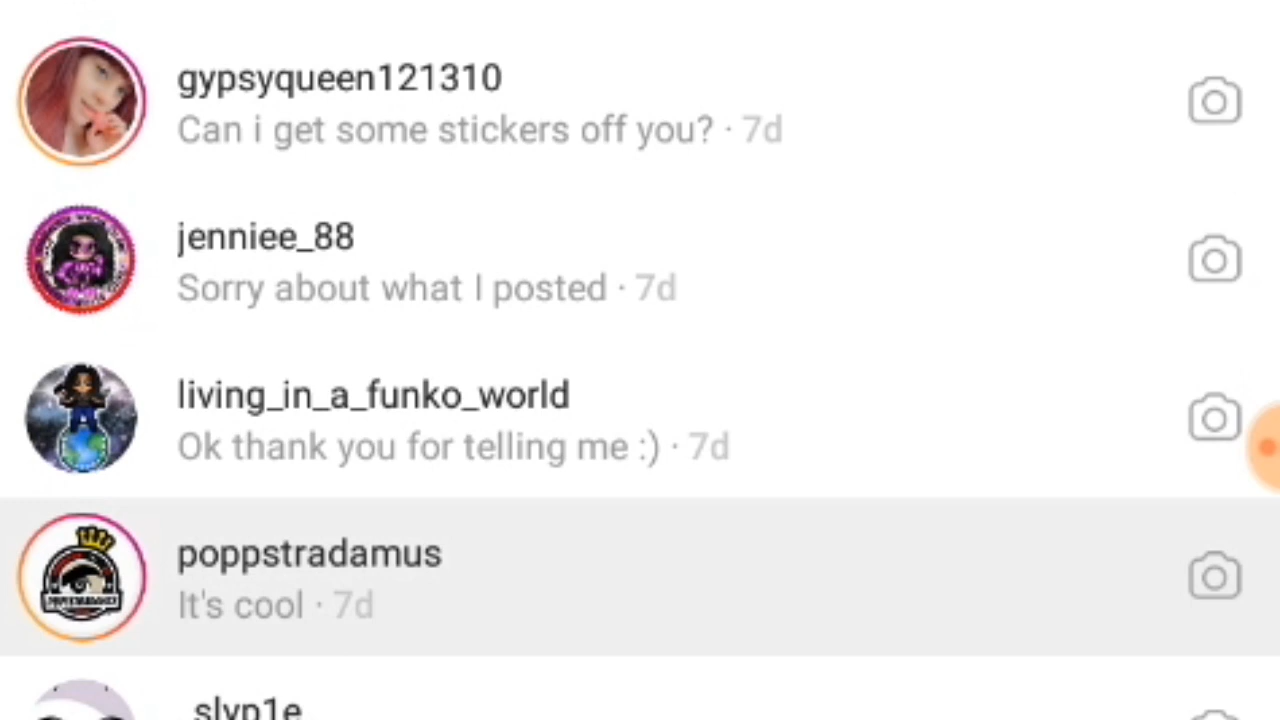 gypsyqueen121310
Can i get some stickers off you? · 7d
jenniee_88
Sorry about what I posted · 7d
living_in_a_funko_world
Ok thank you for telling me :) · 7d
poppstradamus
It's cool · 7d